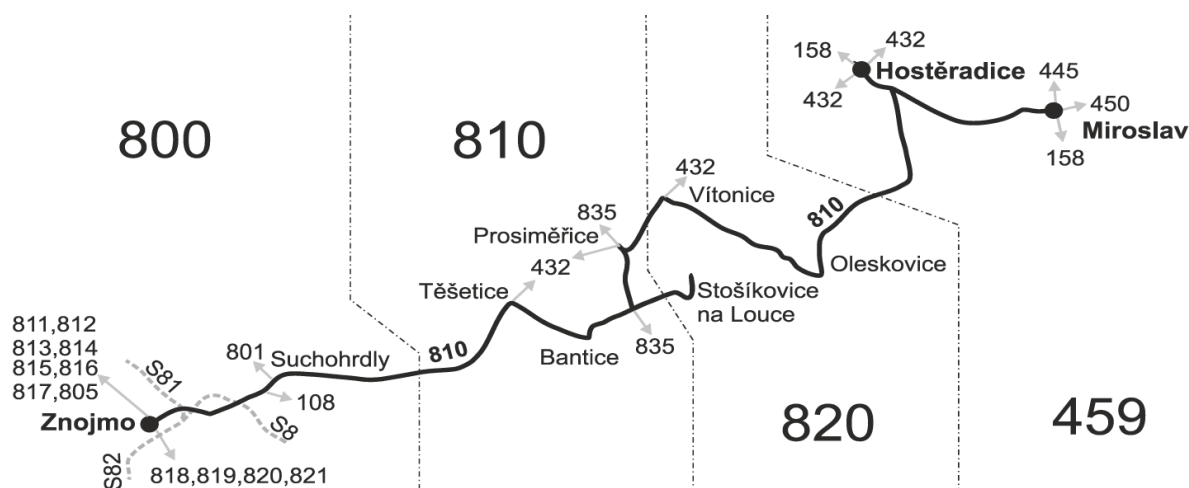 432
158
Hostěradice
445
432
450
800
810
Miroslav
158
432
Vítonice
835
810
Prosiměřice
432
Oleskovice
Těšetice
Stošíkovice
na Louce
811,812
813,814
801
Suchohrdly
810
Bantice
835
815,816
S81
817,805
108
820
459
Znojmo
S8
S82
818,819,820,821